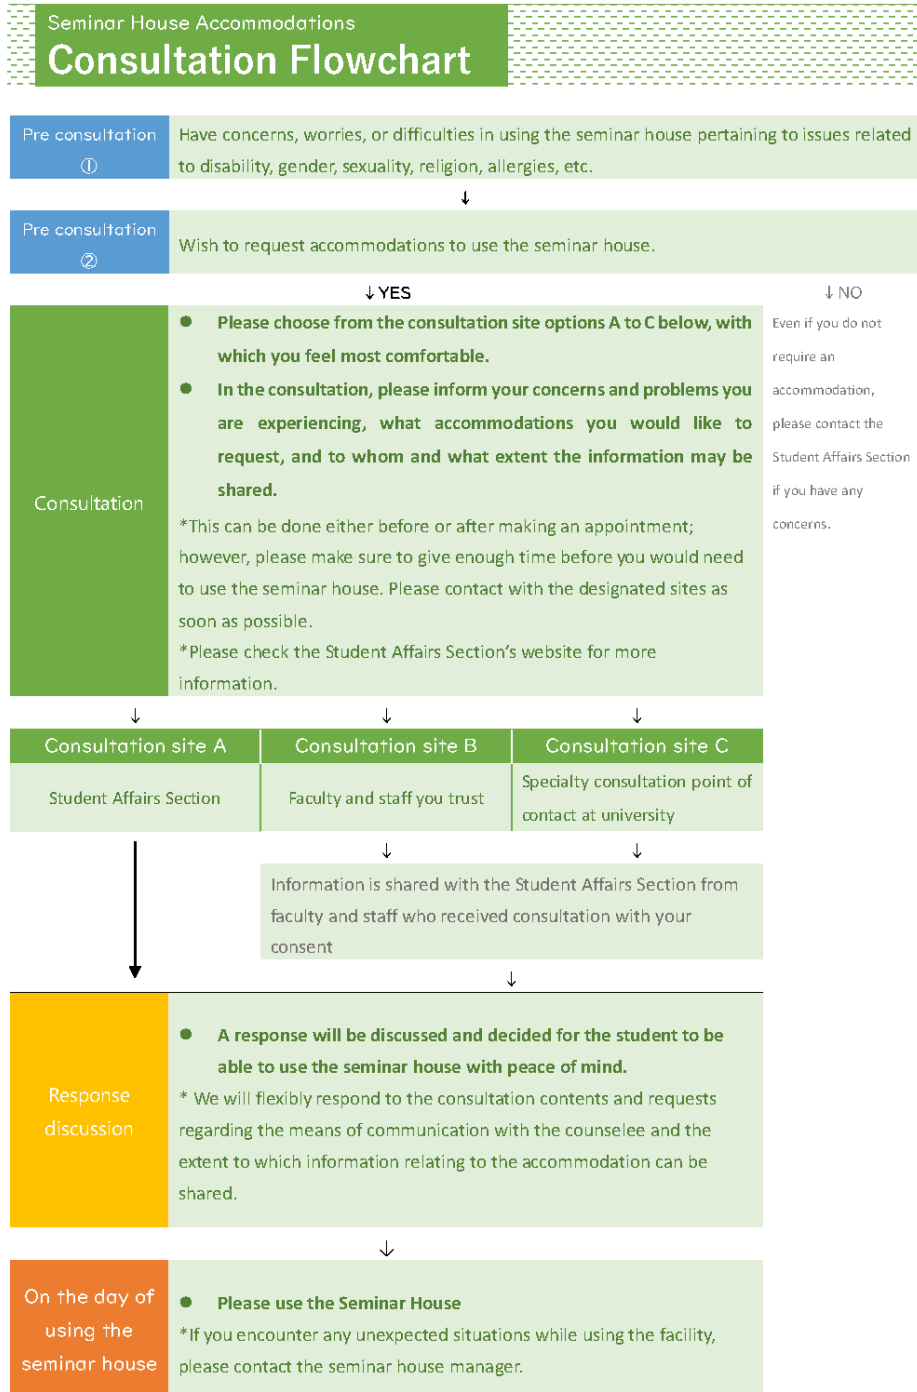 Seminar House Accommodations
Consultation Flowchart
Pre consultation
①
Have concerns, worries, or difficulties in using the seminar house pertaining to issues related
to disability, gender, sexuality, religion, allergies, etc.
↓
Pre consultation
②
Wish to request accommodations to use the seminar house.
↓ YES
↓ NO
Consultation
● Please choose from the consultation site options A to C below, with
which you feel most comfortable.
● In the consultation, please inform your concerns and problems you
are experiencing, what accommodations you would like to
request, and to whom and what extent the information may be
shared.
*This can be done either before or after making an appointment;
however, please make sure to give enough time before you would need
to use the seminar house. Please contact with the designated sites as
soon as possible.
*Please check the Student Affairs Section's website for more
information.
Even if you do not
require an
accommodation,
please contact the
Student Affairs Section
if you have any
concerns.
↓ ↓ ↓
Consultation site A
Consultation site B
Consultation site C
Student Affairs Section
Faculty and staff you trust
Specialty consultation point of
contact at university
↓ ↓
Information is shared with the Student Affairs Section from
faculty and staff who received consultation with your
consent
↓
Response
discussion
● A response will be discussed and decided for the student to be
able to use the seminar house with peace of mind.
* We will flexibly respond to the consultation contents and requests
regarding the means of communication with the counselee and the
extent to which information relating to the accommodation can be
shared.
↓
On the day of
using the
seminar house
● Please use the Seminar House
*If you encounter any unexpected situations while using the facility,
please contact the seminar house manager.